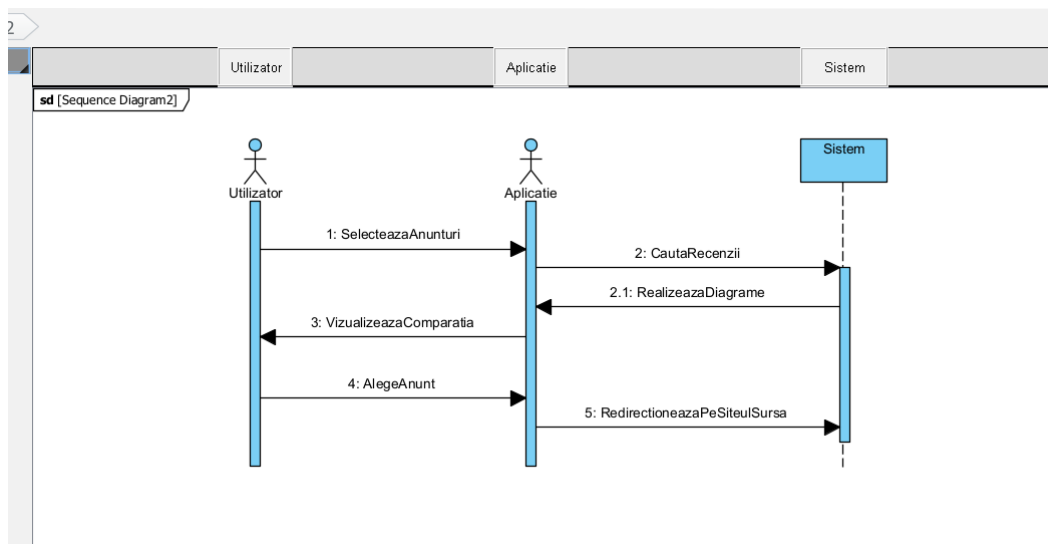 2
Utilizator
Aplicatie
Sistem
sd [Sequence Diagram2]
Utilizator
Aplicatie
Sistem
1: SelecteazaAnunturi
2: CautaRecenzii
2.1: RealizeazaDiagrame
3: VizualizeazaComparatia
4: AlegeAnunt
5: RedirectioneazaPeSiteulSursa